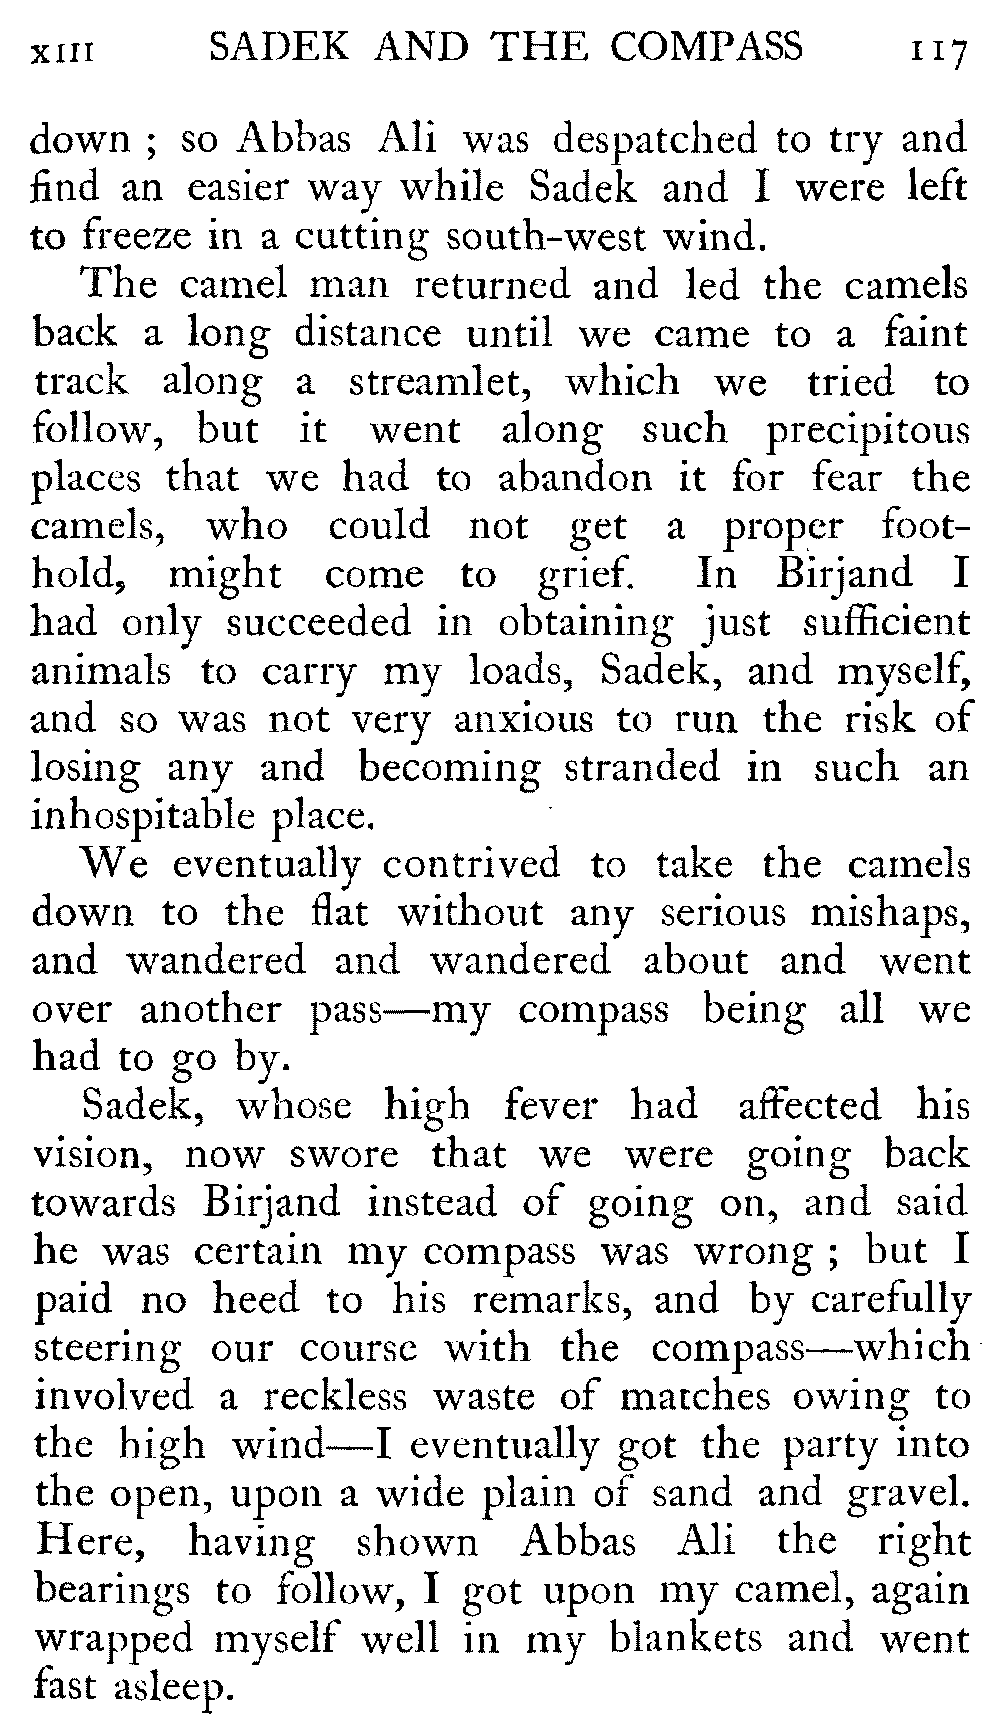 XIII SADEK AND THE COMPASS 117
down ; so Abbas Ali was despatched to try and
find an easier way while Sadek and I were left
to freeze in a cutting south-west wind.
The camel man returned and led the camels
back a long distance until we came to a faint
track along a streamlet, which we tried to
follow, but it went along such precipitous
places that we had to abandon it for fear the
camels, who could not get a proper foot-
hold, might come to grief. In Birjand I
had only succeeded in obtaining just sufficient
animals to carry my loads, Sadek, and myself,
and so was not very anxious to run the risk of
losing any and becoming stranded in such an
inhospitable place.
We eventually contrived to take the camels
down to the flat without any serious mishaps,
and wandered and wandered about and went
over another pass—my compass being all we
had to go by.
Sadek, whose high fever had affected his
vision, now swore that we were going back
towards Birjand instead of going on, and said
he was certain my compass was wrong ; but I
paid no heed to his remarks, and by carefully
steering our course with the compass—which
involved a reckless waste of matches owing to
the high wind—I eventually got the party into
the open, upon a wide plain of sand and gravel.
Here, having shown Abbas Ali the right
bearings to follow, I got upon my camel, again
wrapped myself well in my blankets and went
fast asleep.